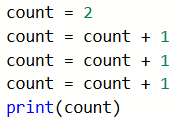 count = 2
count = count + 1
count = count + 1
count = count + 1
print(count)